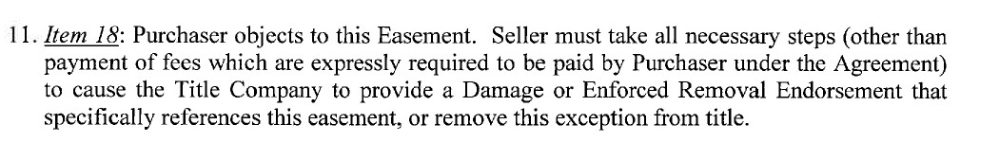 11. Item 18: Purchaser objects to this Easement. Seller must take all necessary steps (other than
payment of fees which are expressly required to be paid by Purchaser under the Agreement)
to cause the Title Company to provide a Damage or Enforced Removal Endorsement that
specifically references this easement, or remove this exception from title.